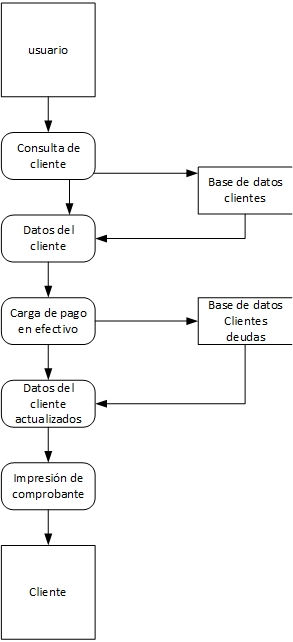 usuario
Consulta de
cliente
Base de datos
clientes
Datos del
cliente
Carga de pago
en efectivo
Base de datos
Clientes
deudas
Datos del
cliente
actualizados
Impresión de
comprobante
Cliente